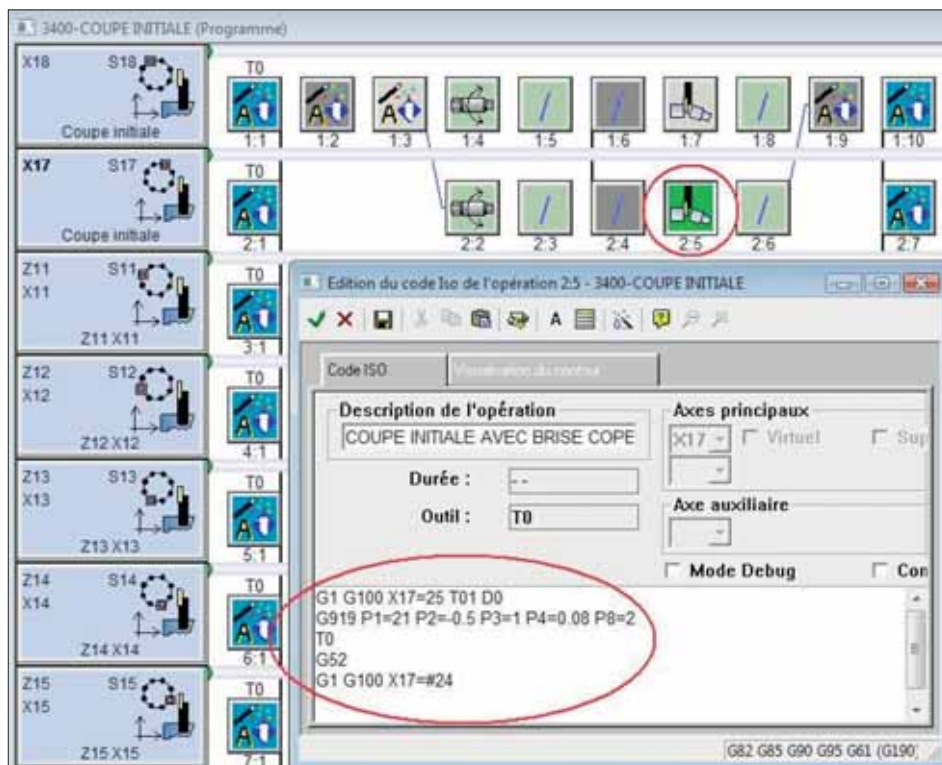 3400-COUPE INITIALE (Programme)
X18 S18
Coupe initiale
T0
1:1 1:2 1:3 1:4 1:5 1:6 1:7 1:8 1:9 1:10
X17 S17
Coupe initiale
T0
2:1 2:2 2:3 2:4 2:5 2:6 2:7
Z11 S11
X11
Z11 X11
T0
3:1
Z12 S12
X12
Z12 X12
T0
4:1
Z13 S13
X13
Z13 X13
T0
5:1
Z14 S14
X14
Z14 X14
T0
6:1
Z15 S15
X15
Z15 X15
T0
7:1
Edition du code Iso de l'opération 2:5 - 3400-COUPE INITIALE
Code ISO
Visualisation du contour
Description de l'opération
COUPE INITIALE AVEC BRISE COPE
Durée : --
Outil : T0
Axes principaux
X17 Virtuel Sup
Axe auxiliaire
Mode Debug Con
G1 G100 X17=25 T01 D0
G919 P1=21 P2=-0.5 P3=1 P4=0.08 P8=2
T0
G52
G1 G100 X17=#24
G82 G85 G90 G95 G61 (G190)